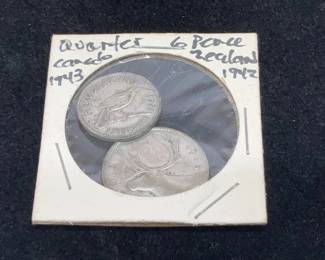 Quarter 6 Pence
Canada Zealand
1943 1942